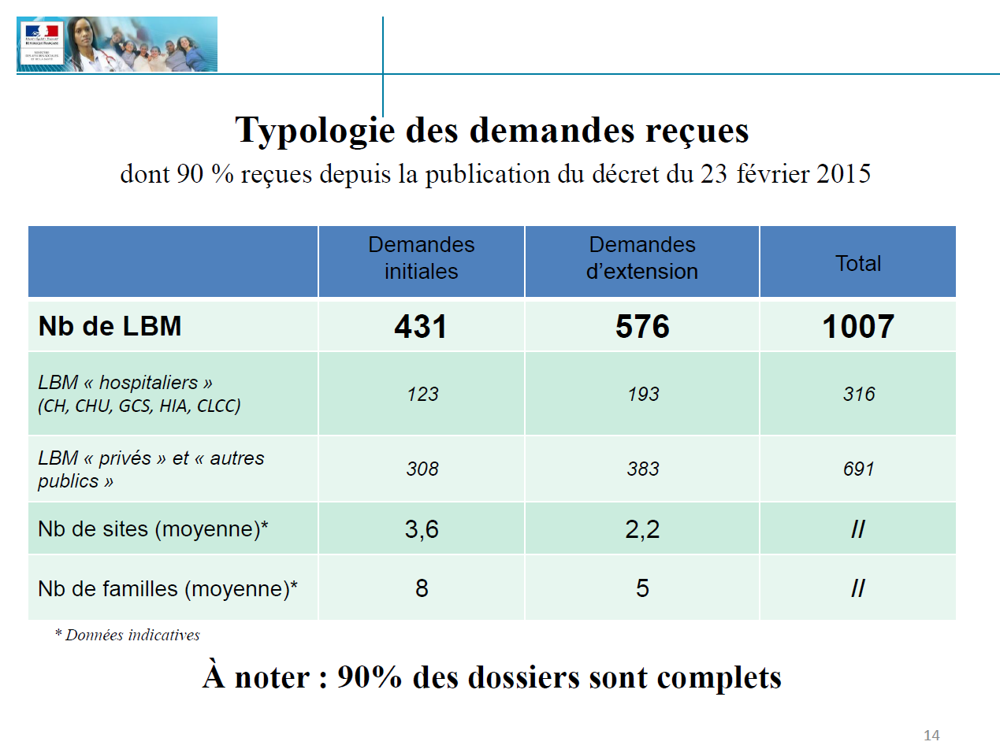 RÉPUBLIQUE FRANÇAISE
MINISTÈRE
DES AFFAIRES SOCIALES
ET DE LA SANTÉ
Typologie des demandes reçues
dont 90 % reçues depuis la publication du décret du 23 février 2015
Demandes initiales
Demandes d’extension
Total
Nb de LBM 431 576 1007
LBM « hospitaliers »
(CH, CHU, GCS, HIA, CLCC) 123 193 316
LBM « privés » et « autres
publics » 308 383 691
Nb de sites (moyenne)* 3,6 2,2 //
Nb de familles (moyenne)* 8 5 //
* Données indicatives
À noter : 90% des dossiers sont complets
14